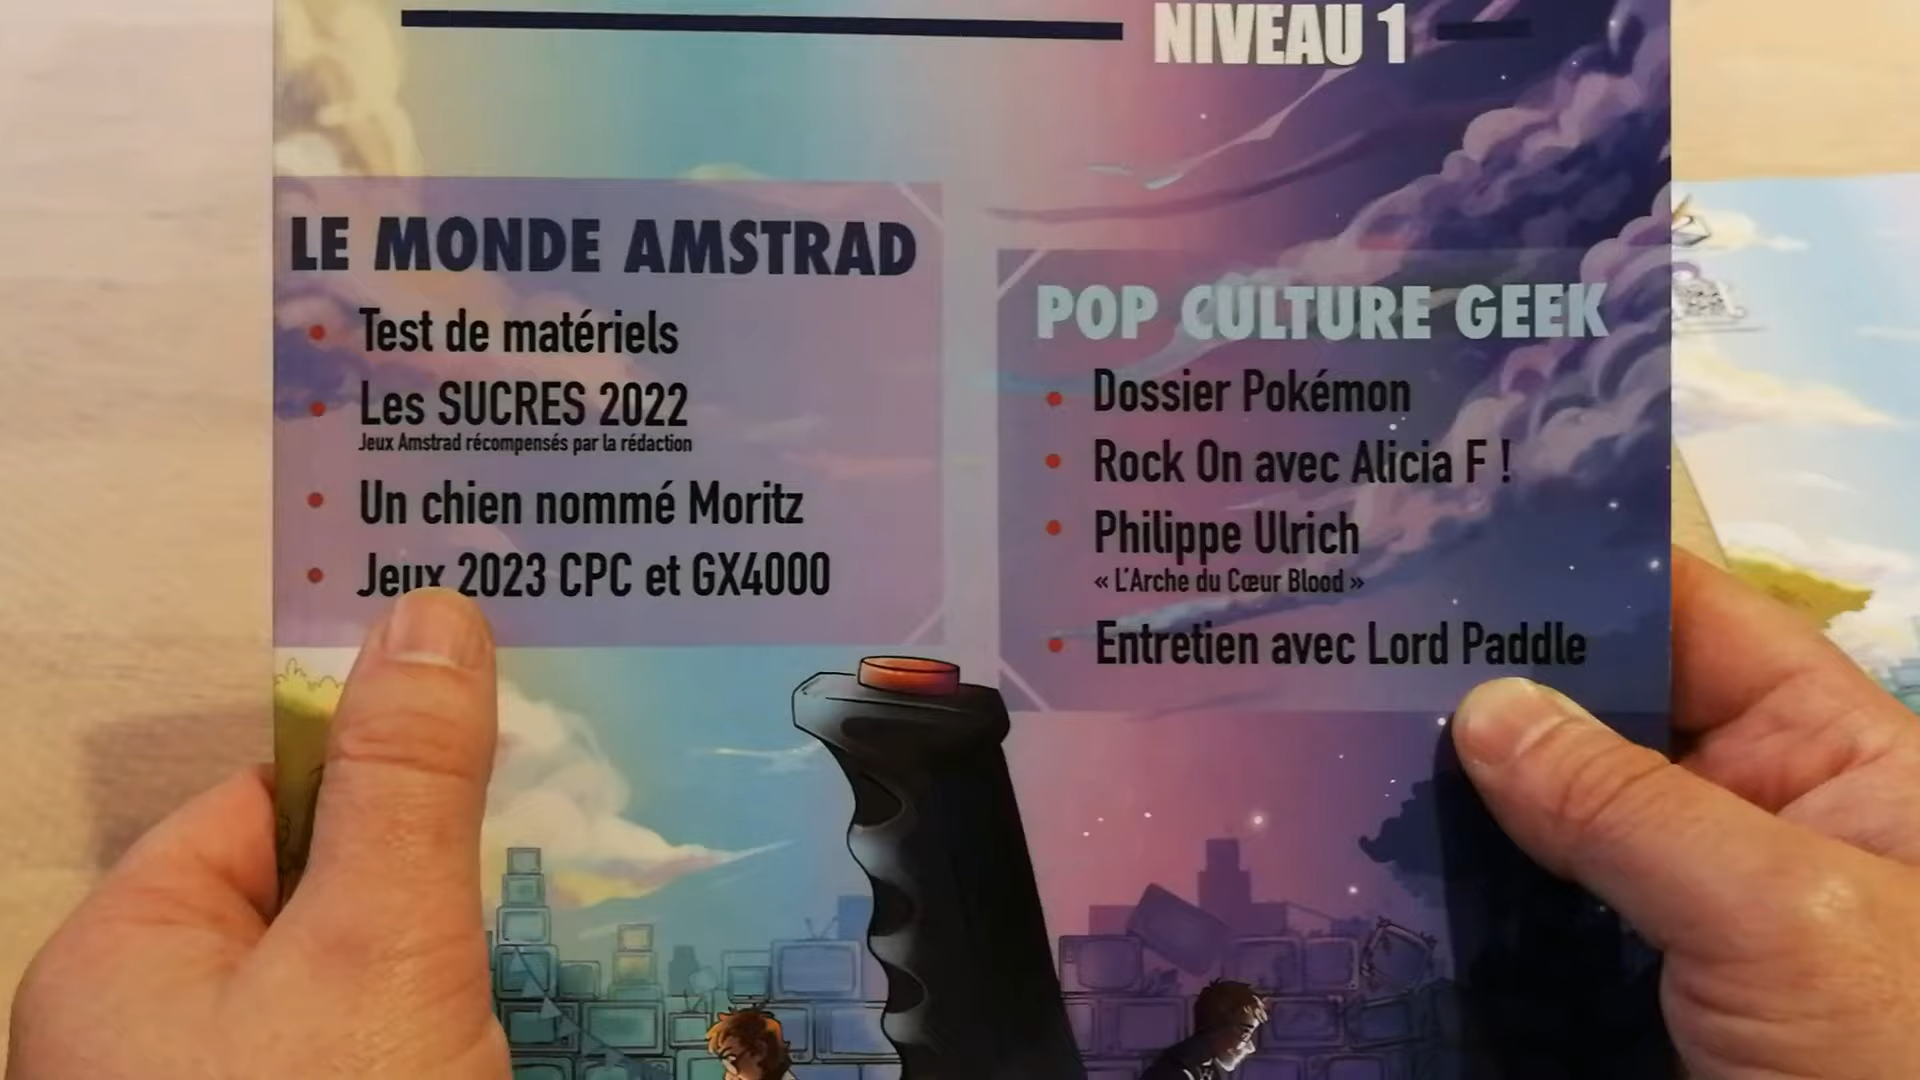 NIVEAU 1
LE MONDE AMSTRAD
Test de matériels
Les SUCRES 2022
Jeux Amstrad récompensés par la rédaction
Un chien nommé Moritz
Jeux 2023 CPC et GX4000
POP CULTURE GEEK
Dossier Pokémon
Rock On avec Alicia F !
Philippe Ulrich
« L'Arche du Cœur Blood »
Entretien avec Lord Paddle